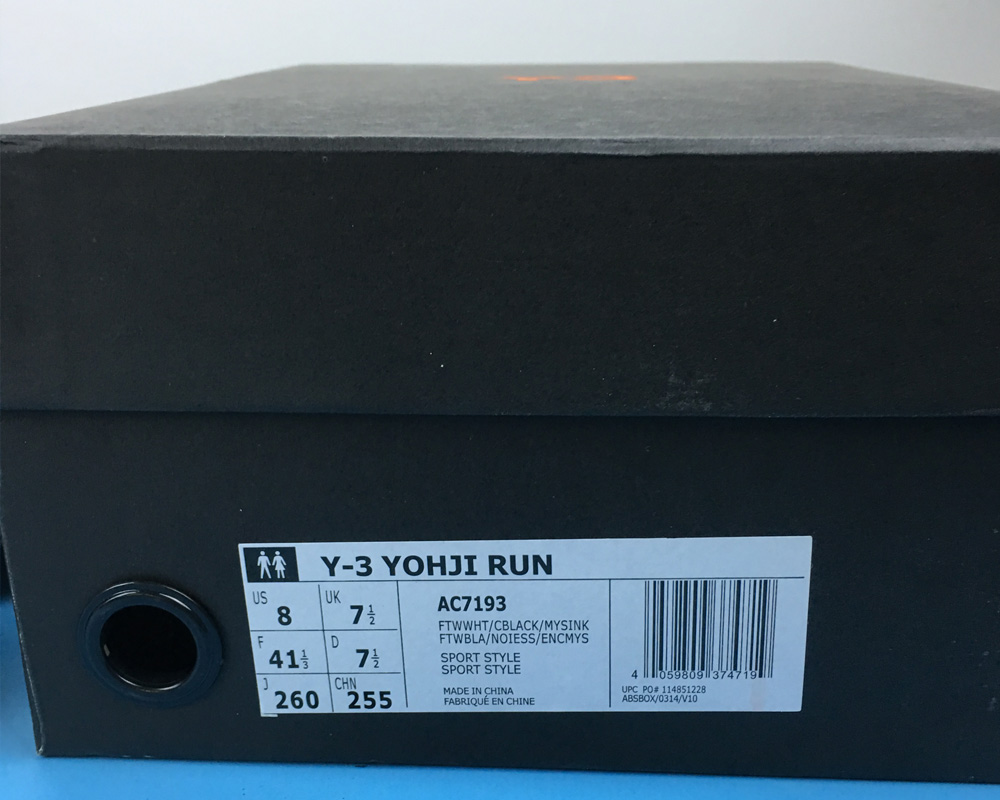 Y-3
Y-3 YOHJI RUN
US 8 UK 7 1/2
F 41 1/3 D 7 1/2
J 260 CHN 255
AC7193
FTWWHT/CBLACK/MYSINK
FTWBLA/NOIESS/ENCMYS
SPORT STYLE
SPORT STYLE
MADE IN CHINA
FABRIQUÉ EN CHINE
4 059809 374719
UPC PO# 114851228
ABSBOX/0314/V10